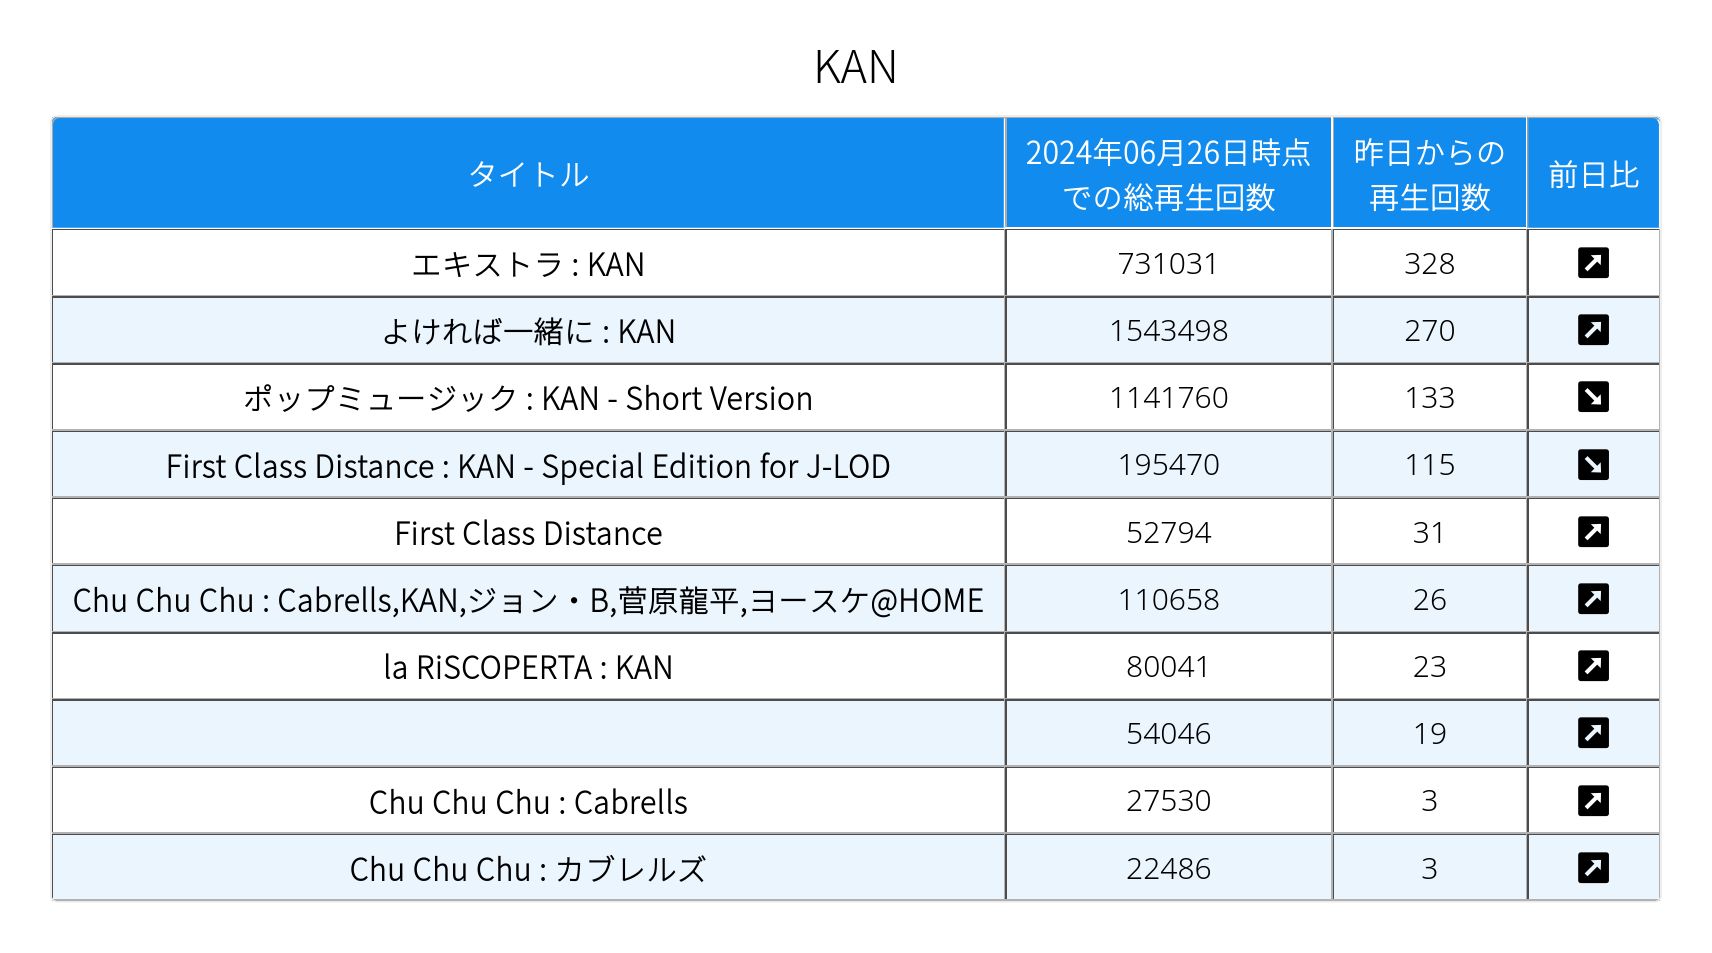 KAN
タイトル
2024年06月26日時点
での総再生回数
昨日からの
再生回数
前日比
エキストラ : KAN 731031 328
よければ一緒に : KAN 1543498 270
ポップミュージック : KAN - Short Version 1141760 133
First Class Distance : KAN - Special Edition for J-LOD 195470 115
First Class Distance 52794 31
Chu Chu Chu : Cabrells,KAN,ジョン・B,菅原龍平,ヨースケ@HOME 110658 26
la RiSCOPERTA : KAN 80041 23
54046 19
Chu Chu Chu : Cabrells 27530 3
Chu Chu Chu : カブレルズ 22486 3